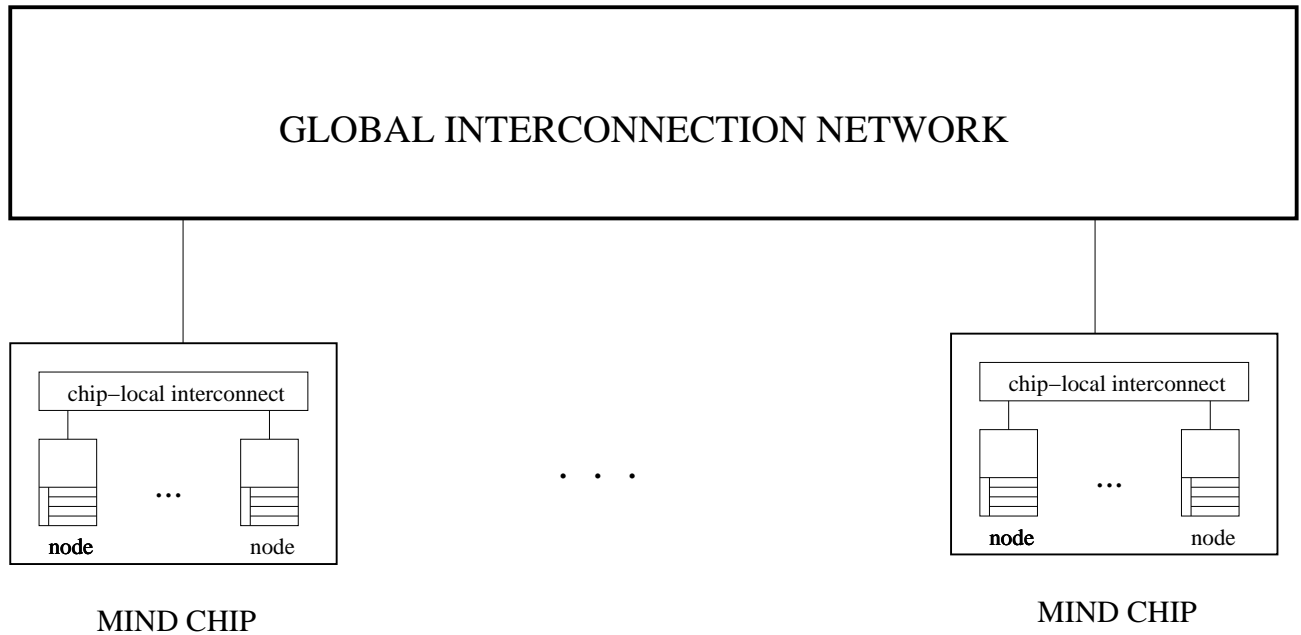 GLOBAL INTERCONNECTION NETWORK
chip−local interconnect
...
node
node
MIND CHIP
. . .
chip−local interconnect
...
node
node
MIND CHIP